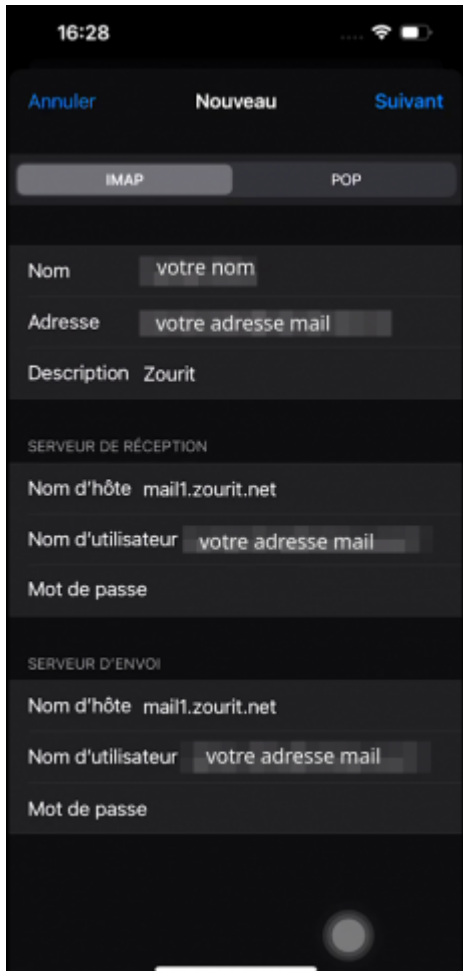 16:28
Annuler Nouveau Suivant
IMAP POP
Nom votre nom
Adresse votre adresse mail
Description Zourit
SERVEUR DE RÉCEPTION
Nom d'hôte mail1.zourit.net
Nom d'utilisateur votre adresse mail
Mot de passe
SERVEUR D'ENVOI
Nom d'hôte mail1.zourit.net
Nom d'utilisateur votre adresse mail
Mot de passe